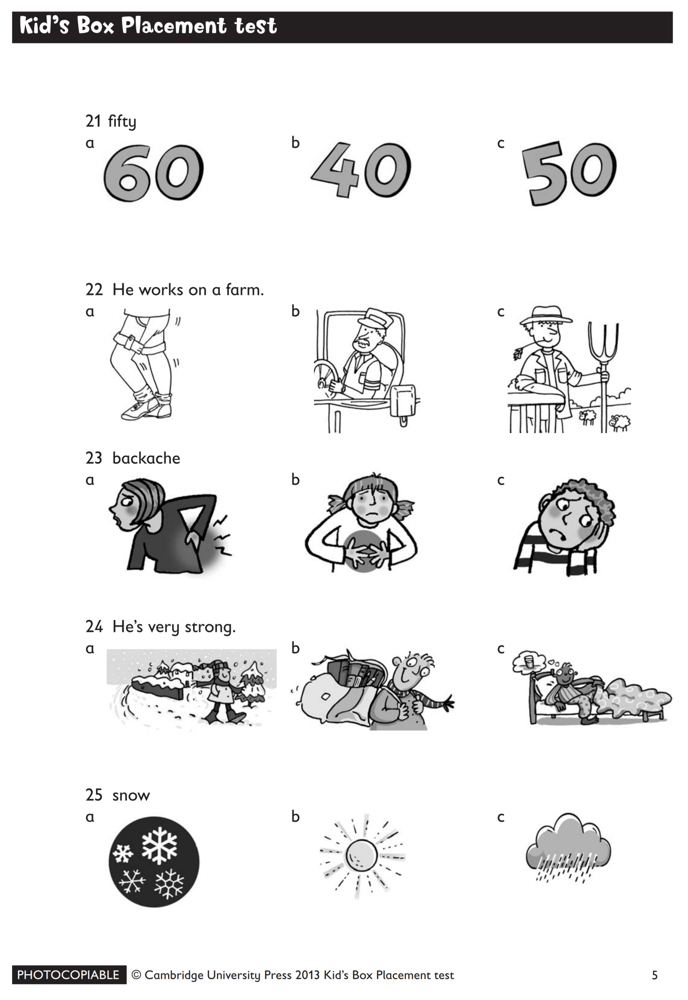 Kid's Box Placement test
21 fifty
a b c
60 40 50
22 He works on a farm.
a b c
23 backache
a b c
24 He's very strong.
a b c
25 snow
a b c
PHOTOCOPIABLE © Cambridge University Press 2013 Kid's Box Placement test 5